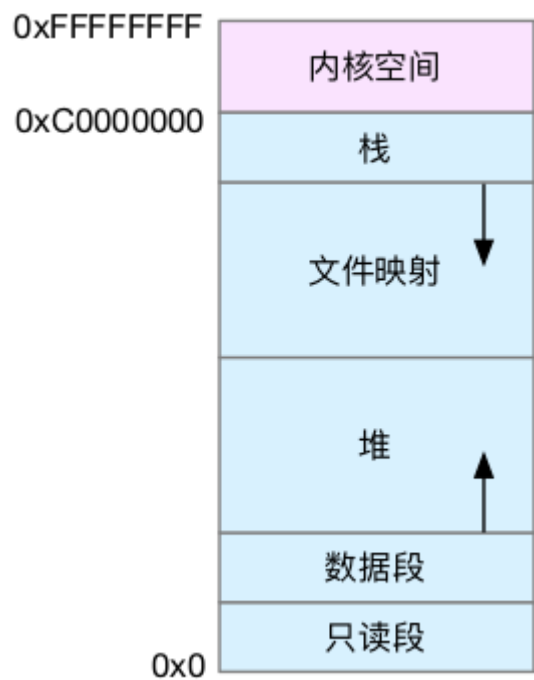 0xFFFFFFFF
内核空间
0xC0000000
栈
文件映射
堆
数据段
只读段
0x0